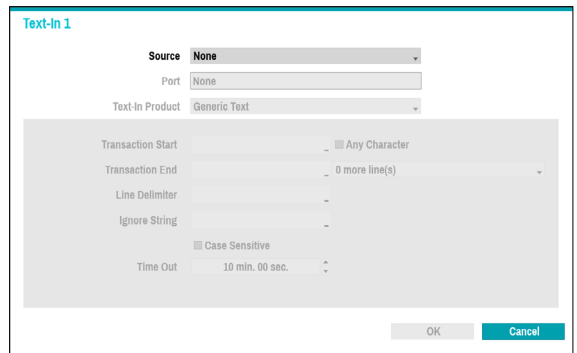 Text-In 1
Source None
Port None
Text-In Product Generic Text
Transaction Start Any Character
Transaction End 0 more line(s)
Line Delimiter
Ignore String
Case Sensitive
Time Out 10 min. 00 sec.
OK Cancel